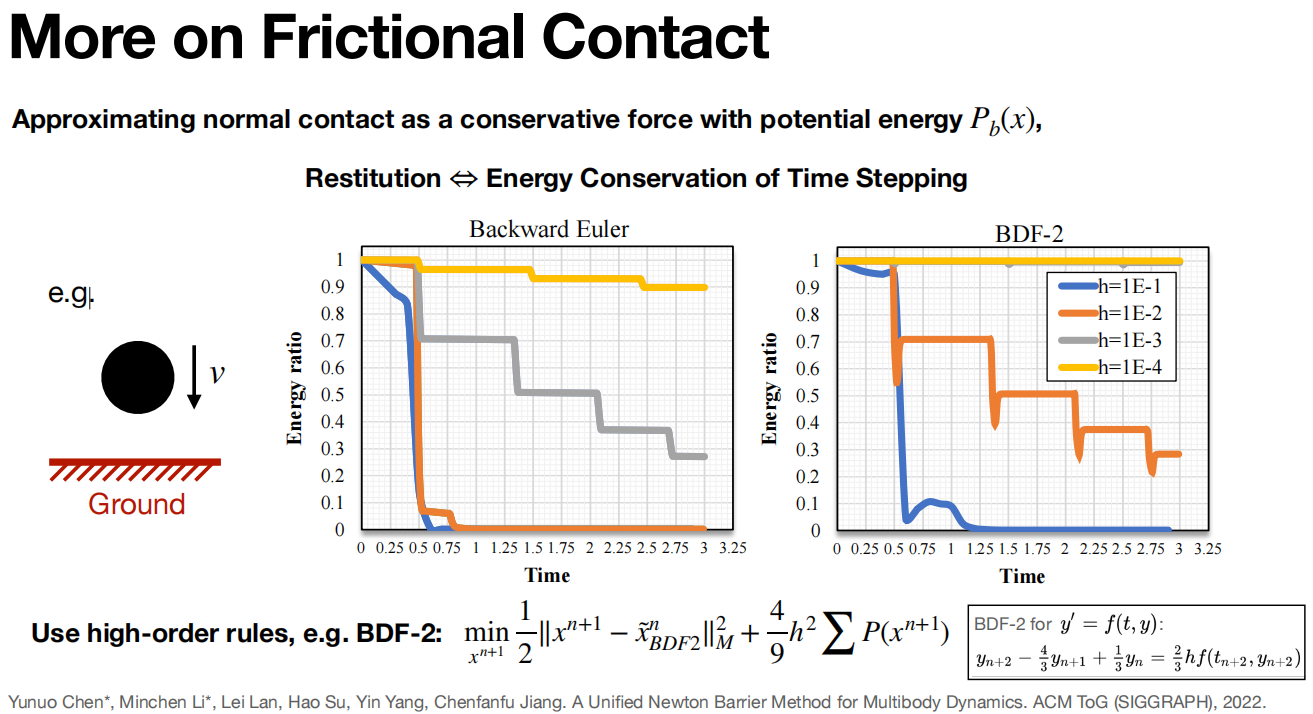 More on Frictional Contact
Approximating normal contact as a conservative force with potential energy P_b(x),
Restitution ⇔ Energy Conservation of Time Stepping
e.g.
v
Ground
Backward Euler
Energy ratio
1
0.9
0.8
0.7
0.6
0.5
0.4
0.3
0.2
0.1
0
0 0.25 0.5 0.75 1 1.25 1.5 1.75 2 2.25 2.5 2.75 3 3.25
Time
BDF-2
Energy ratio
1
0.9
0.8
0.7
0.6
0.5
0.4
0.3
0.2
0.1
0
h=1E-1
h=1E-2
h=1E-3
h=1E-4
0 0.25 0.5 0.75 1 1.25 1.5 1.75 2 2.25 2.5 2.75 3 3.25
Time
Use high-order rules, e.g. BDF-2: min_{x^{n+1}} \frac{1}{2}‖x^{n+1} − x̃^n_{BDF2}‖^2_M + \frac{4}{9}h^2 ∑ P(x^{n+1})
BDF-2 for y′ = f(t, y):
y_{n+2} − \frac{4}{3}y_{n+1} + \frac{1}{3}y_n = \frac{2}{3}hf(t_{n+2}, y_{n+2})
Yunuo Chen*, Minchen Li*, Lei Lan, Hao Su, Yin Yang, Chenfanfu Jiang. A Unified Newton Barrier Method for Multibody Dynamics. ACM ToG (SIGGRAPH), 2022.